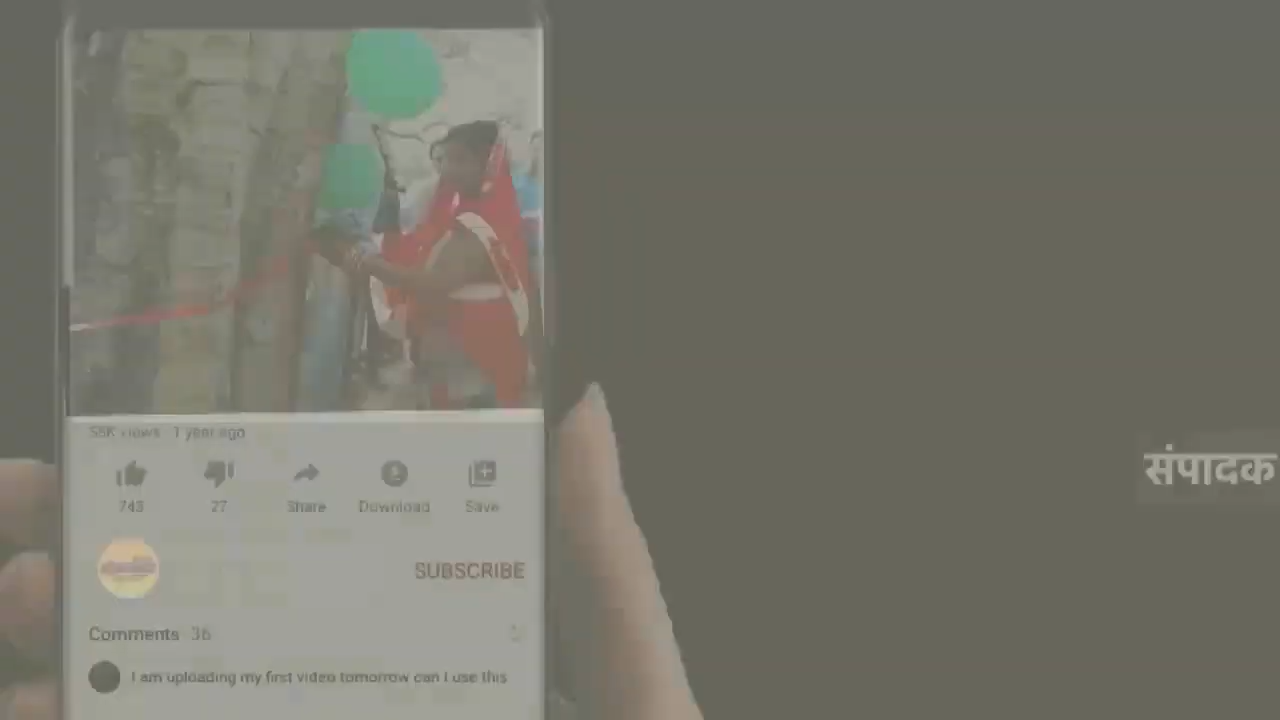 58K views 1 year ago
743 27 Share Download Save
SUBSCRIBE
Comments 36
I am uploading my first video tomorrow can I use this
संपादक